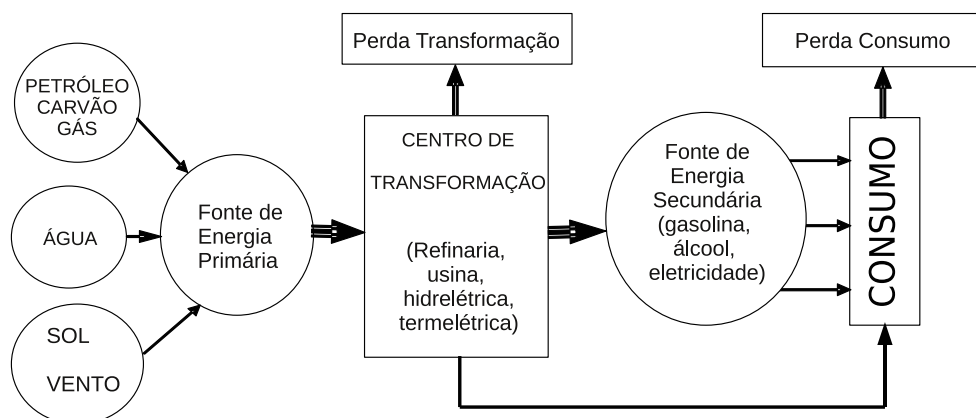 Perda Transformação
Perda Consumo
PETRÓLEO
CARVÃO
GÁS
ÁGUA
SOL
VENTO
Fonte de
Energia
Primária
CENTRO DE
TRANSFORMAÇÃO
(Refinaria,
usina,
hidrelétrica,
termelétrica)
Fonte de
Energia
Secundária
(gasolina,
álcool,
eletricidade)
CONSUMO